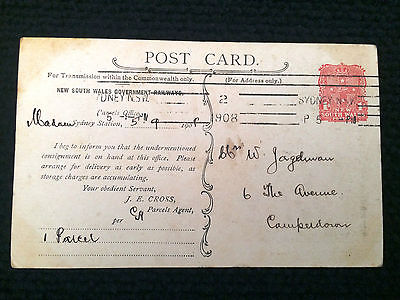 POST CARD.
For Transmission within the Commonwealth only.
(For Address only.)
NEW SOUTH WALES GOVERNMENT RAILWAYS.
SYDNEY N.S.W.
2
SYDNEY N.S.W.
1908
P 5 PM
Parcels Office,
Sydney Station, 5 9 1908
Madam
I beg to inform you that the undermentioned
consignment is on hand at this office. Please
arrange for delivery as early as possible, as
storage charges are accumulating.
Your obedient Servant,
J. E. CROSS,
Parcels Agent,
per
1 Parcel
W. Jagelman
6 The Avenue
Camperdown